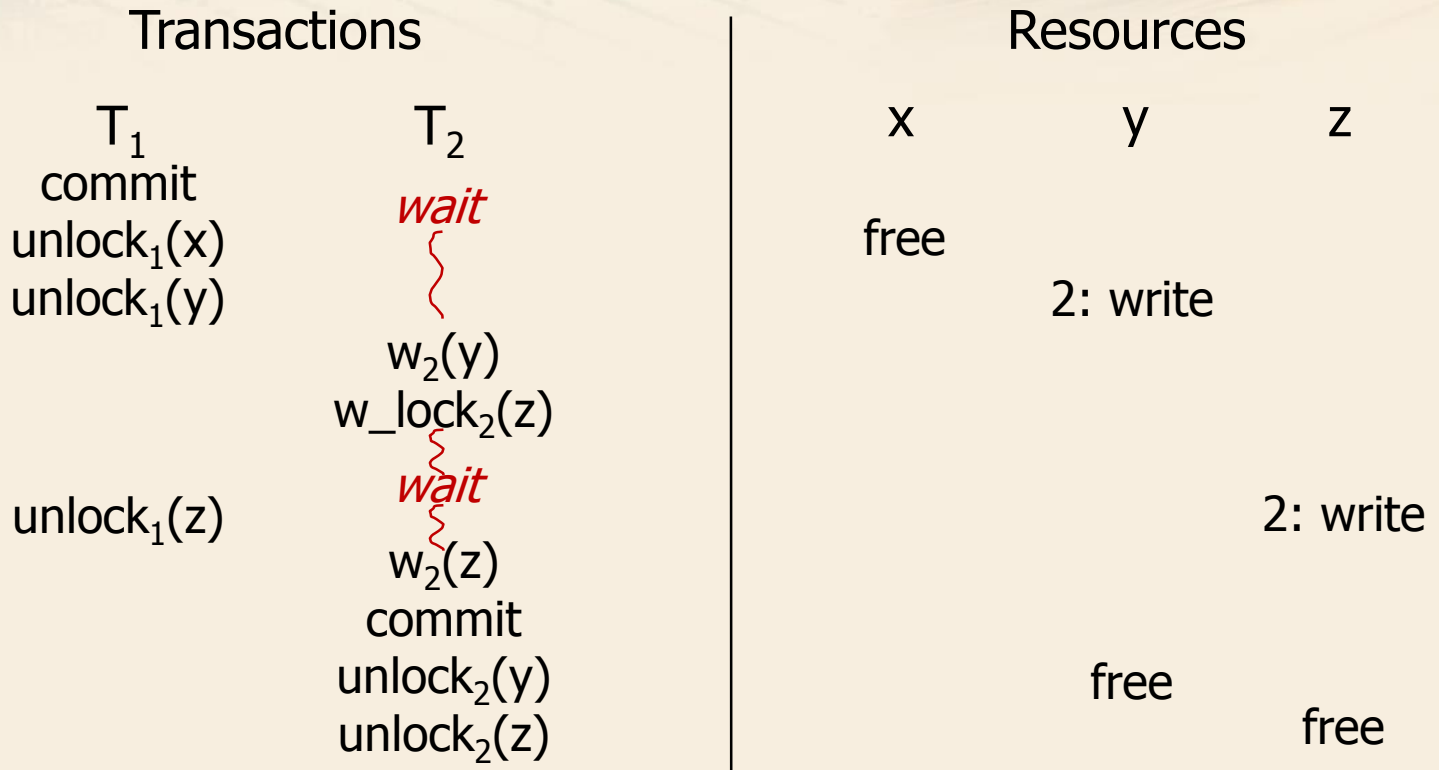 Transactions Resources
T₁ T₂ x y z
commit
wait
unlock₁(x) free
unlock₁(y) 2: write
w₂(y)
w_lock₂(z)
wait
unlock₁(z) 2: write
w₂(z)
commit
unlock₂(y) free
unlock₂(z) free